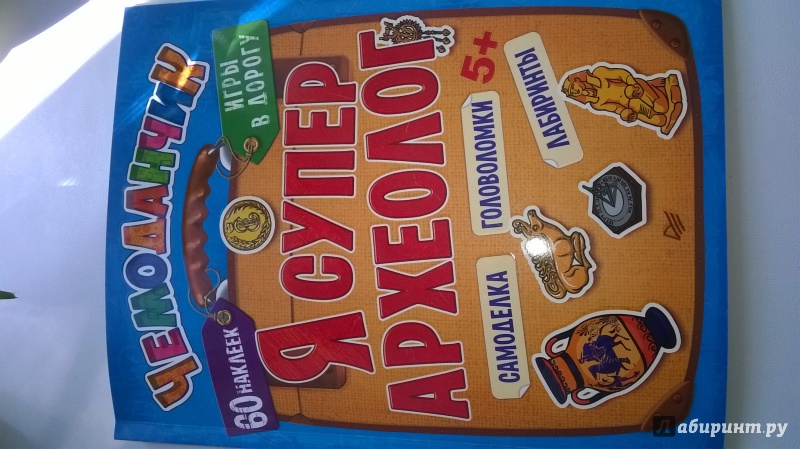 ЧЕМОДАНЧИК
60 НАКЛЕЕК
ИГРЫ
В ДОРОГУ
Я СУПЕР
АРХЕОЛОГ
5+
САМОДЕЛКА
ГОЛОВОЛОМКИ
ЛАБИРИНТЫ
Лабиринт.ру